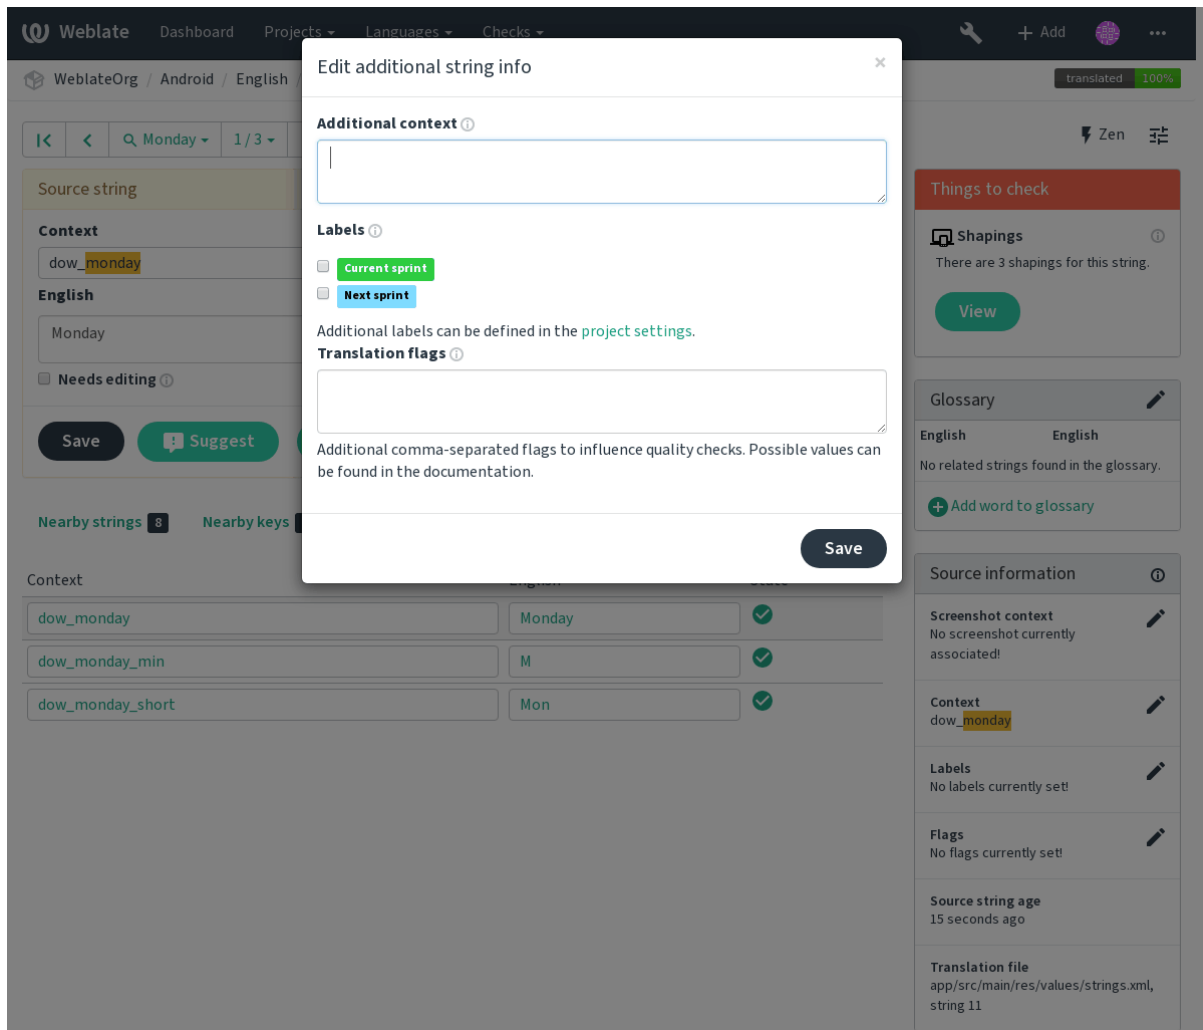 Weblate Dashboard Projects Languages Checks Add
WeblateOrg / Android / English / translated 100%
Monday 1 / 3 Zen
Edit additional string info
Additional context
Labels
Current sprint
Next sprint
Additional labels can be defined in the project settings.
Translation flags
Additional comma-separated flags to influence quality checks. Possible values can
be found in the documentation.
Save
Source string
Context
dow_monday
English
Monday
Needs editing
Save Suggest
Nearby strings 8 Nearby keys
Context
dow_monday Monday
dow_monday_min M
dow_monday_short Mon
Things to check
Shapings
There are 3 shapings for this string.
View
Glossary
English English
No related strings found in the glossary.
Add word to glossary
Source information
Screenshot context
No screenshot currently
associated!
Context
dow_monday
Labels
No labels currently set!
Flags
No flags currently set!
Source string age
15 seconds ago
Translation file
app/src/main/res/values/strings.xml,
string 11